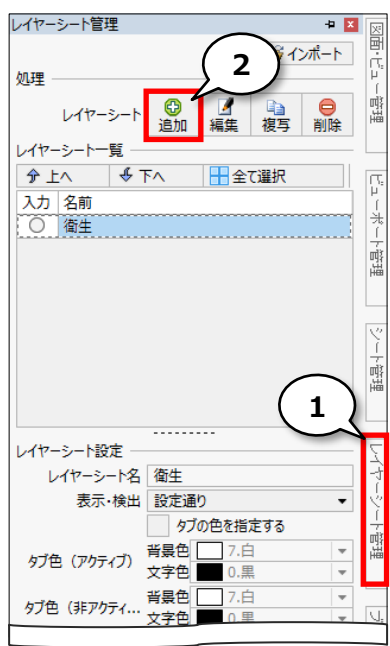 レイヤーシート管理
インポート
2
処理
レイヤーシート
追加
編集
複写
削除
レイヤーシート一覧
上へ
下へ
全て選択
入力 名前
衛生
1
レイヤーシート設定
レイヤーシート名 衛生
表示・検出 設定通り
タブの色を指定する
タブ色（アクティブ）
背景色 7.白
文字色 0.黒
タブ色（非アクティ...
背景色 7.白
文字色 0.黒
図面・ビュー管理
ビューポート管理
シート管理
レイヤーシート管理